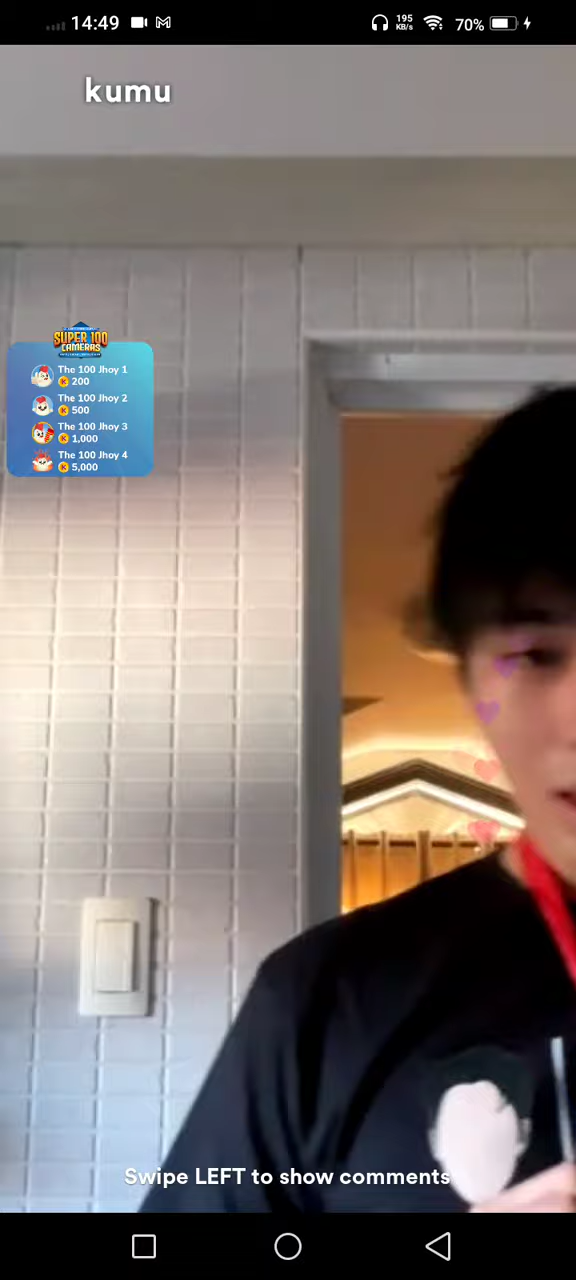 14:49
195
KB/s
70%
kumu
SUPER 100
CAMERAS
The 100 Jhoy 1
K 200
The 100 Jhoy 2
K 500
The 100 Jhoy 3
K 1,000
The 100 Jhoy 4
K 5,000
Swipe LEFT to show comments